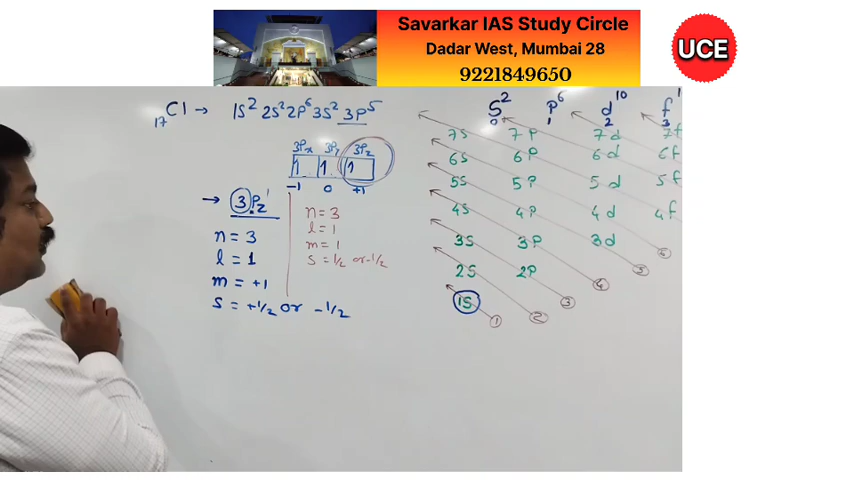 Savarkar IAS Study Circle
Dadar West, Mumbai 28
9221849650
UCE
17Cl → 1S² 2S² 2P⁶ 3S² 3P⁵
3Px 3Py 3Pz
1 1 1
-1 0 +1
→ 3Pz¹
n = 3
l = 1
m = +1
S = +1/2 or -1/2
n = 3
l = 1
m = 1
S = 1/2 or -1/2
S² P⁶ d¹⁰ f¹
0 1 2 3
7S 7P 7d 7f
6S 6P 6d 6f
5S 5P 5d 5f
4S 4P 4d 4f
3S 3P 3d
2S 2P
1S
1 2 3 4 5 6